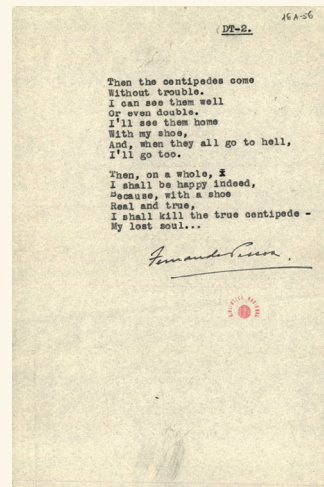 16A-56
DT-2.
Then the centipedes come
Without trouble.
I can see them well
Or even double.
I'll see them home
With my shoe,
And, when they all go to hell,
I'll go too.
Then, on a whole, I
I shall be happy indeed,
Because, with a shoe
Real and true,
I shall kill the true centipede -
My lost soul...
Fernando Pessoa.
BIBLIOTECA NACIONAL